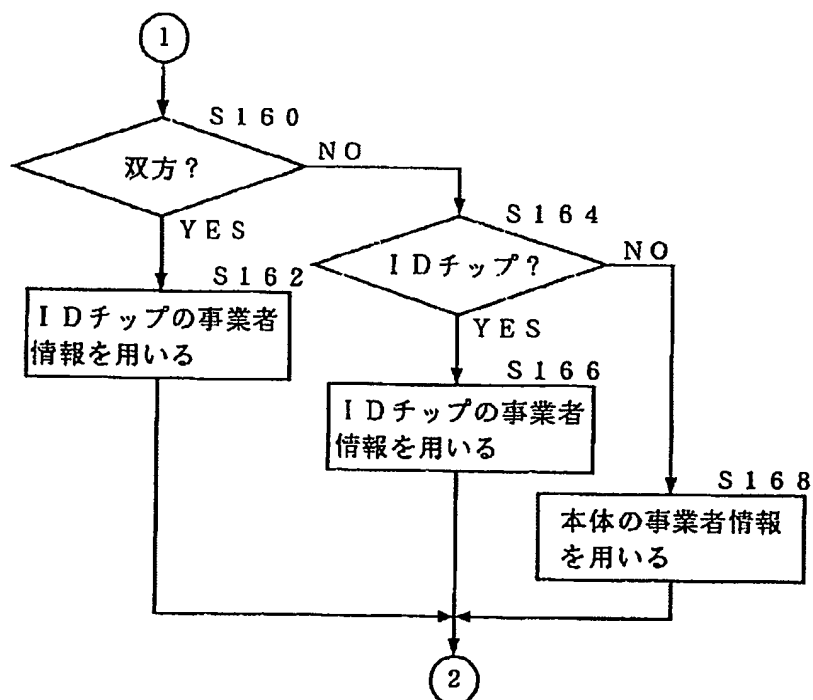 1
S160
双方?
NO
YES
S164
IDチップ?
NO
S162
IDチップの事業者
情報を用いる
YES
S166
IDチップの事業者
情報を用いる
S168
本体の事業者情報
を用いる
2